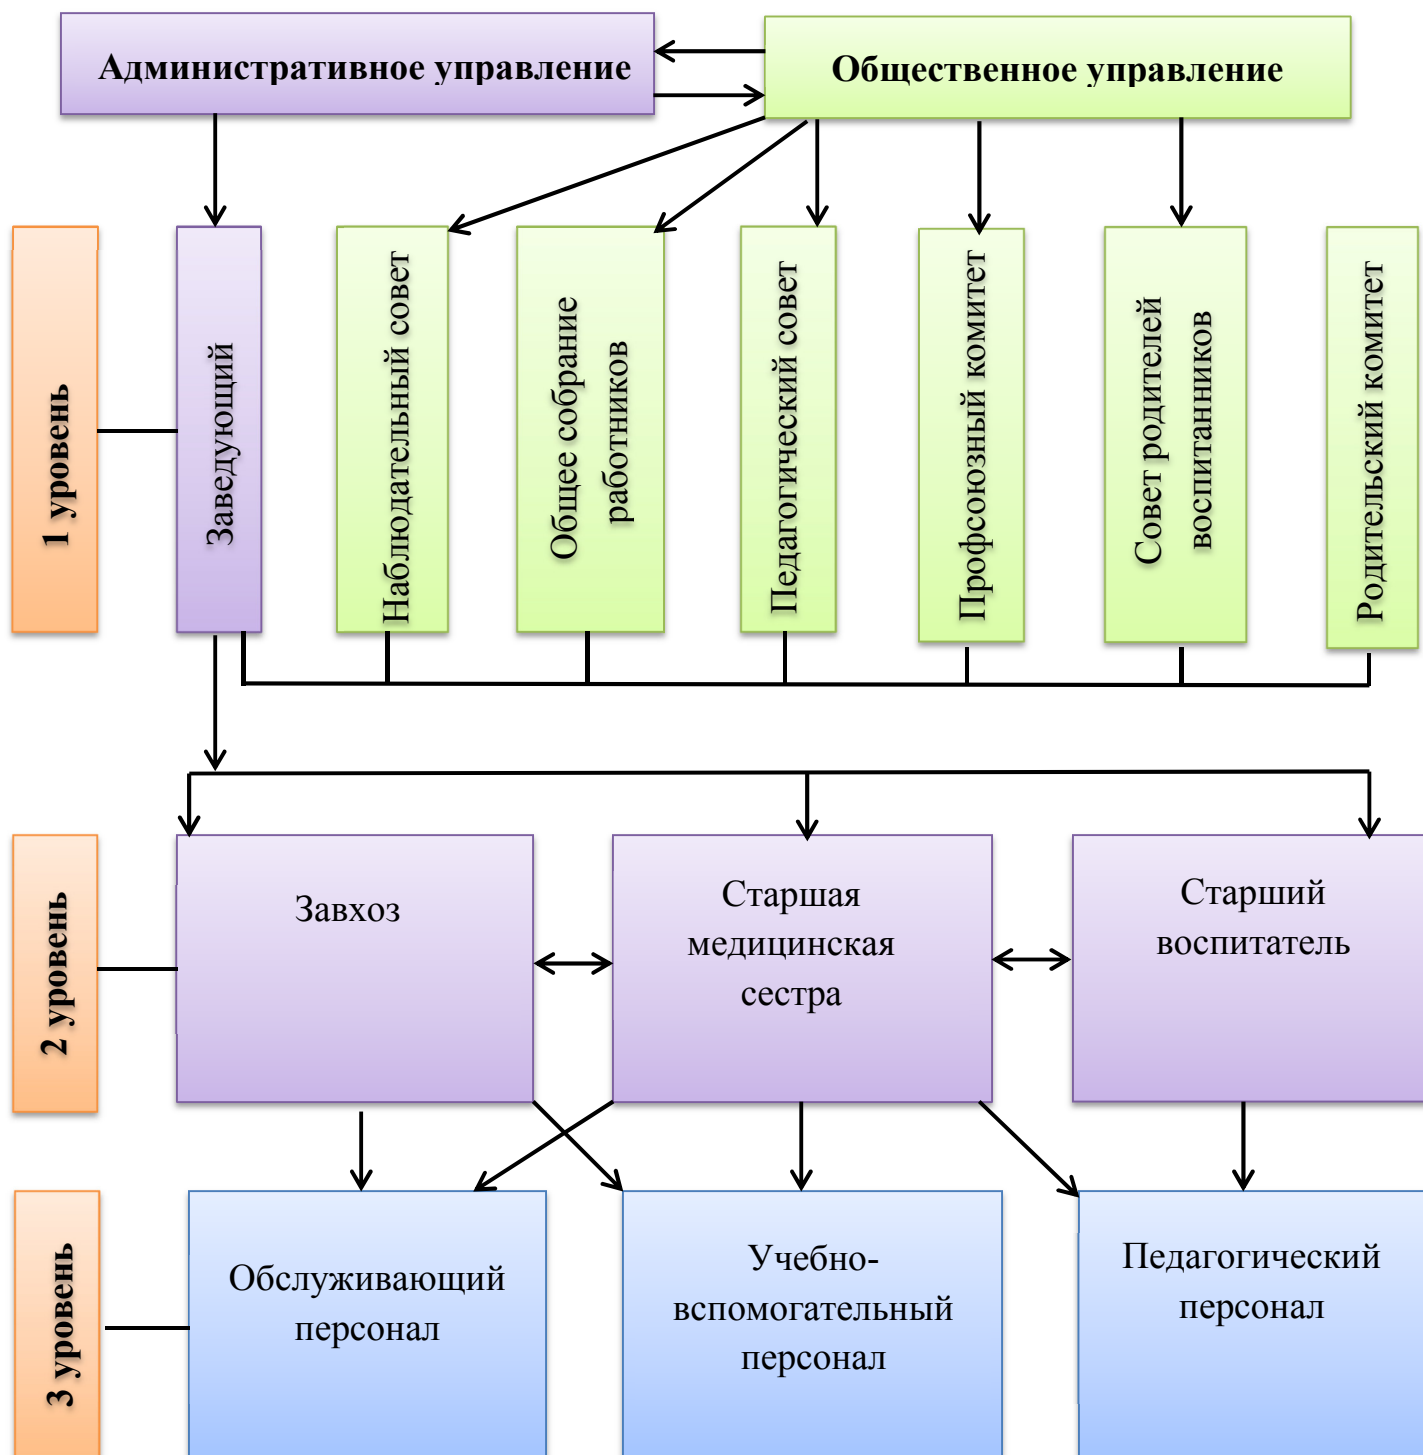 Административное управление
Общественное управление
1 уровень
Заведующий
Наблюдательный совет
Общее собрание
работников
Педагогический совет
Профсоюзный комитет
Совет родителей
воспитанников
Родительский комитет
2 уровень
Завхоз
Старшая
медицинская
сестра
Старший
воспитатель
3 уровень
Обслуживающий
персонал
Учебно-
вспомогательный
персонал
Педагогический
персонал